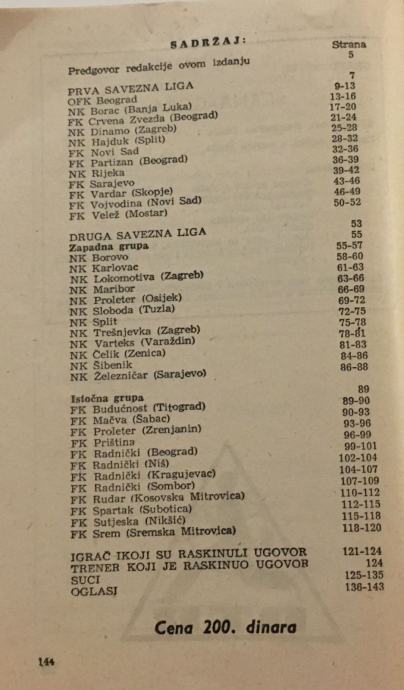 SADRŽAJ:
Strana
Predgovor redakcije ovom izdanju 5
PRVA SAVEZNA LIGA 7
OFK Beograd 9-13
NK Borac (Banja Luka) 13-16
FK Crvena Zvezda (Beograd) 17-20
NK Dinamo (Zagreb) 21-24
NK Hajduk (Split) 25-28
FK Novi Sad 28-32
FK Partizan (Beograd) 32-36
NK Rijeka 36-39
FK Sarajevo 39-42
FK Vardar (Skopje) 43-46
FK Vojvodina (Novi Sad) 46-49
FK Velež (Mostar) 50-52
DRUGA SAVEZNA LIGA 53
Zapadna grupa 55
NK Borovo 55-57
NK Karlovac 58-60
NK Lokomotiva (Zagreb) 61-63
NK Maribor 63-66
NK Proleter (Osijek) 66-69
NK Sloboda (Tuzla) 69-72
NK Split 72-75
NK Trešnjevka (Zagreb) 75-78
NK Varteks (Varaždin) 78-81
NK Čelik (Zenica) 81-83
NK Šibenik 84-86
NK Železničar (Sarajevo) 86-88
Istočna grupa 89
FK Budućnost (Titograd) 89-90
FK Mačva (Šabac) 90-93
FK Proleter (Zrenjanin) 93-96
FK Priština 96-99
FK Radnički (Beograd) 99-101
FK Radnički (Niš) 102-104
FK Radnički (Kragujevac) 104-107
FK Radnički (Sombor) 107-109
FK Rudar (Kosovska Mitrovica) 110-112
FK Spartak (Subotica) 112-115
FK Sutjeska (Nikšić) 115-118
FK Srem (Sremska Mitrovica) 118-120
IGRAČ IKOJI SU RASKINULI UGOVOR 121-124
TRENER KOJI JE RASKINUO UGOVOR 124
SUCI 125-135
OGLASI 136-143
Cena 200. dinara
144